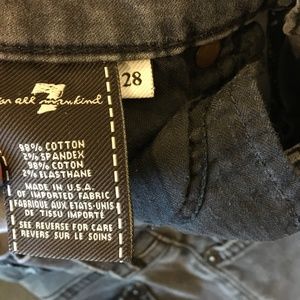 7
for all mankind
28
98% COTTON
2% SPANDEX
98% COTON
2% ELASTHANE
MADE IN U.S.A.
OF IMPORTED FABRIC
FABRIQUE AUX ETATS-UNIS
DE TISSU IMPORTÉ
SEE REVERSE FOR CARE
REVERS SUR LE SOINS